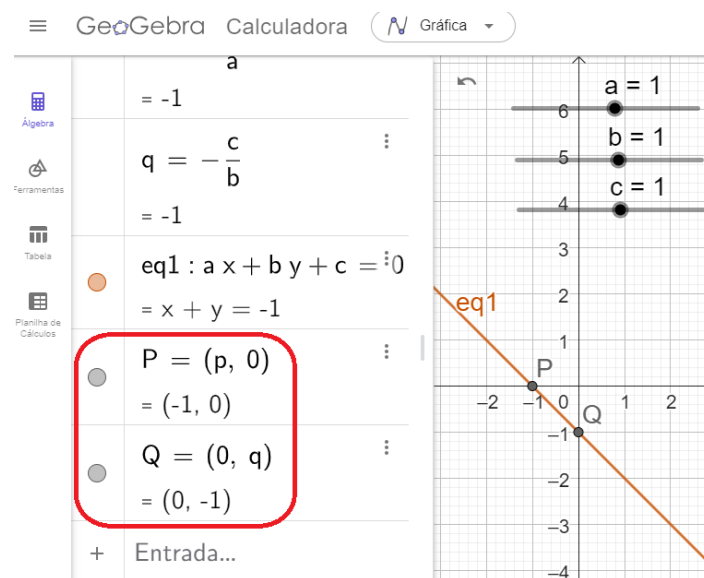 GeoGebra Calculadora Gráfica
a
= -1
q = - c/b
= -1
eq1 : a x + b y + c = 0
= x + y = -1
P = (p, 0)
= (-1, 0)
Q = (0, q)
= (0, -1)
+ Entrada...
Álgebra
Ferramentas
Tabela
Planilha de
Cálculos
a = 1
b = 1
c = 1
eq1
P
Q
6
5
4
3
2
1
-2 -1 0 1 2
-1
-2
-3
-4